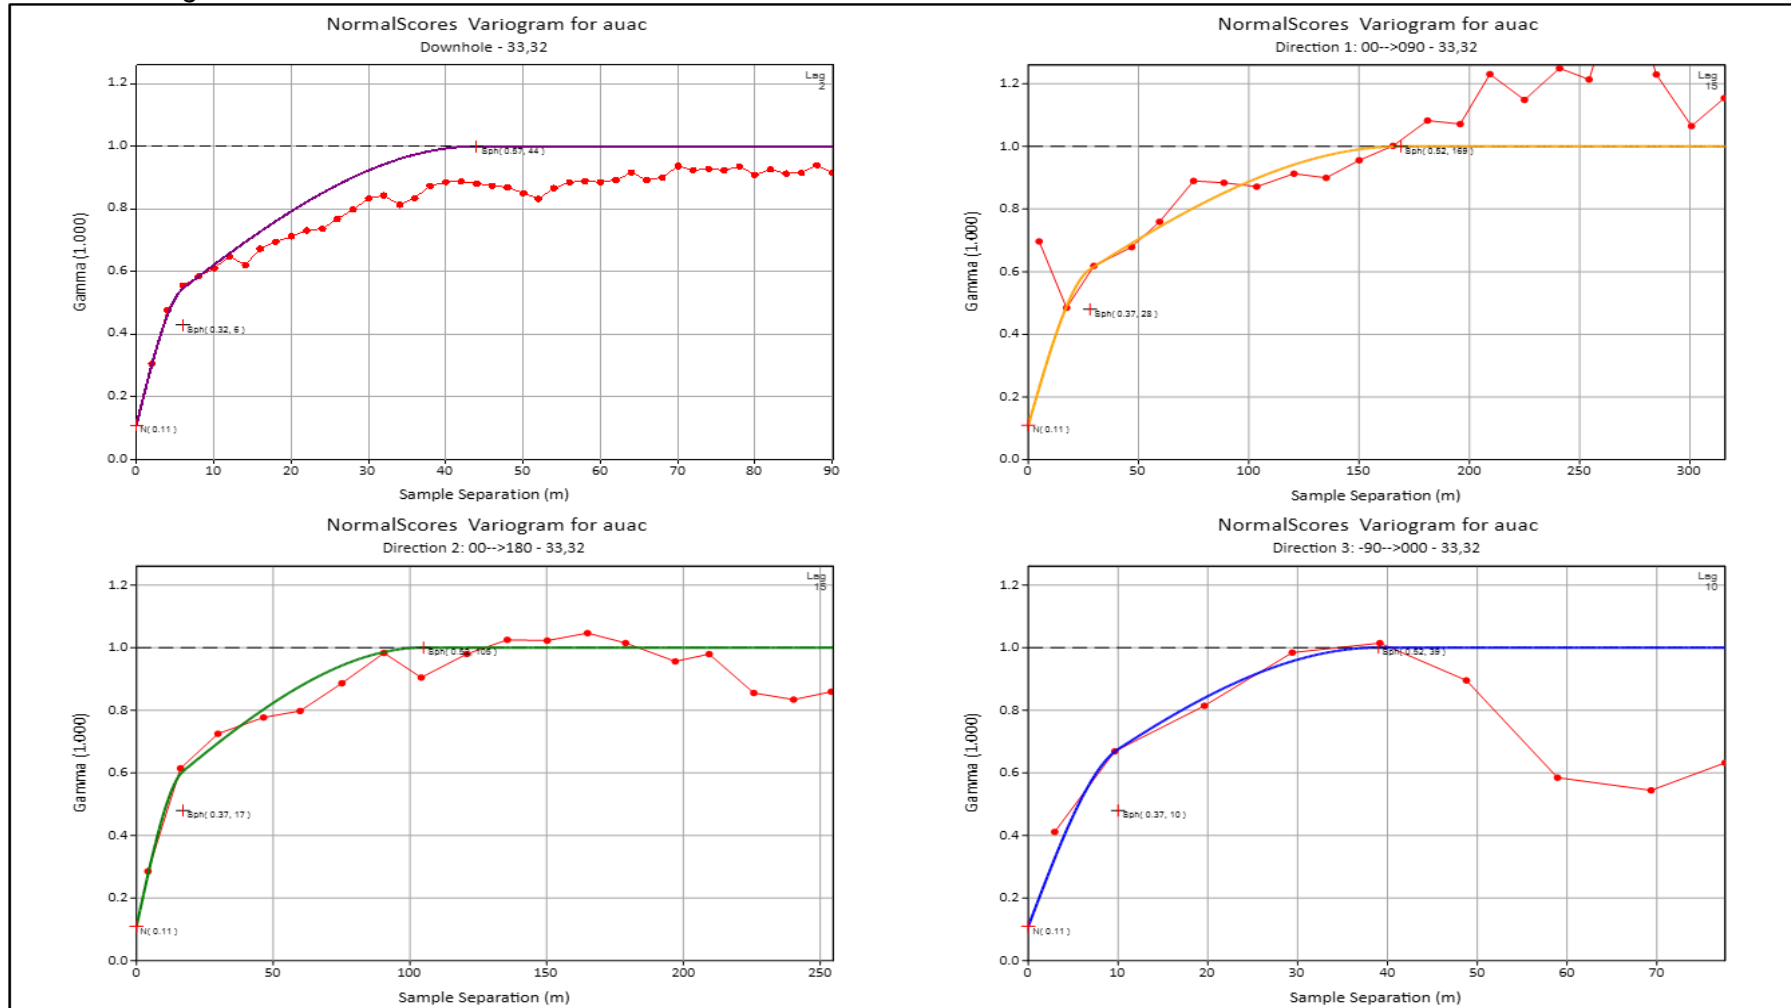 NormalScores Variogram for auac
Downhole - 33,32
Lag
2
1.2
1.0
0.8
0.6
0.4
0.2
0.0
Gamma (1.000)
Sph( 0.57, 44 )
Sph( 0.32, 6 )
N( 0.11 )
0 10 20 30 40 50 60 70 80 90
Sample Separation (m)
NormalScores Variogram for auac
Direction 1: 00-->090 - 33,32
Lag
15
1.2
1.0
0.8
0.6
0.4
0.2
0.0
Gamma (1.000)
Sph( 0.52, 169 )
Sph( 0.37, 28 )
N( 0.11 )
0 50 100 150 200 250 300
Sample Separation (m)
NormalScores Variogram for auac
Direction 2: 00-->180 - 33,32
Lag
15
1.2
1.0
0.8
0.6
0.4
0.2
0.0
Gamma (1.000)
Sph( 0.37, 17 )
N( 0.11 )
0 50 100 150 200 250
Sample Separation (m)
NormalScores Variogram for auac
Direction 3: -90-->000 - 33,32
Lag
10
1.2
1.0
0.8
0.6
0.4
0.2
0.0
Gamma (1.000)
Sph( 0.52, 39 )
Sph( 0.37, 10 )
N( 0.11 )
0 10 20 30 40 50 60 70
Sample Separation (m)